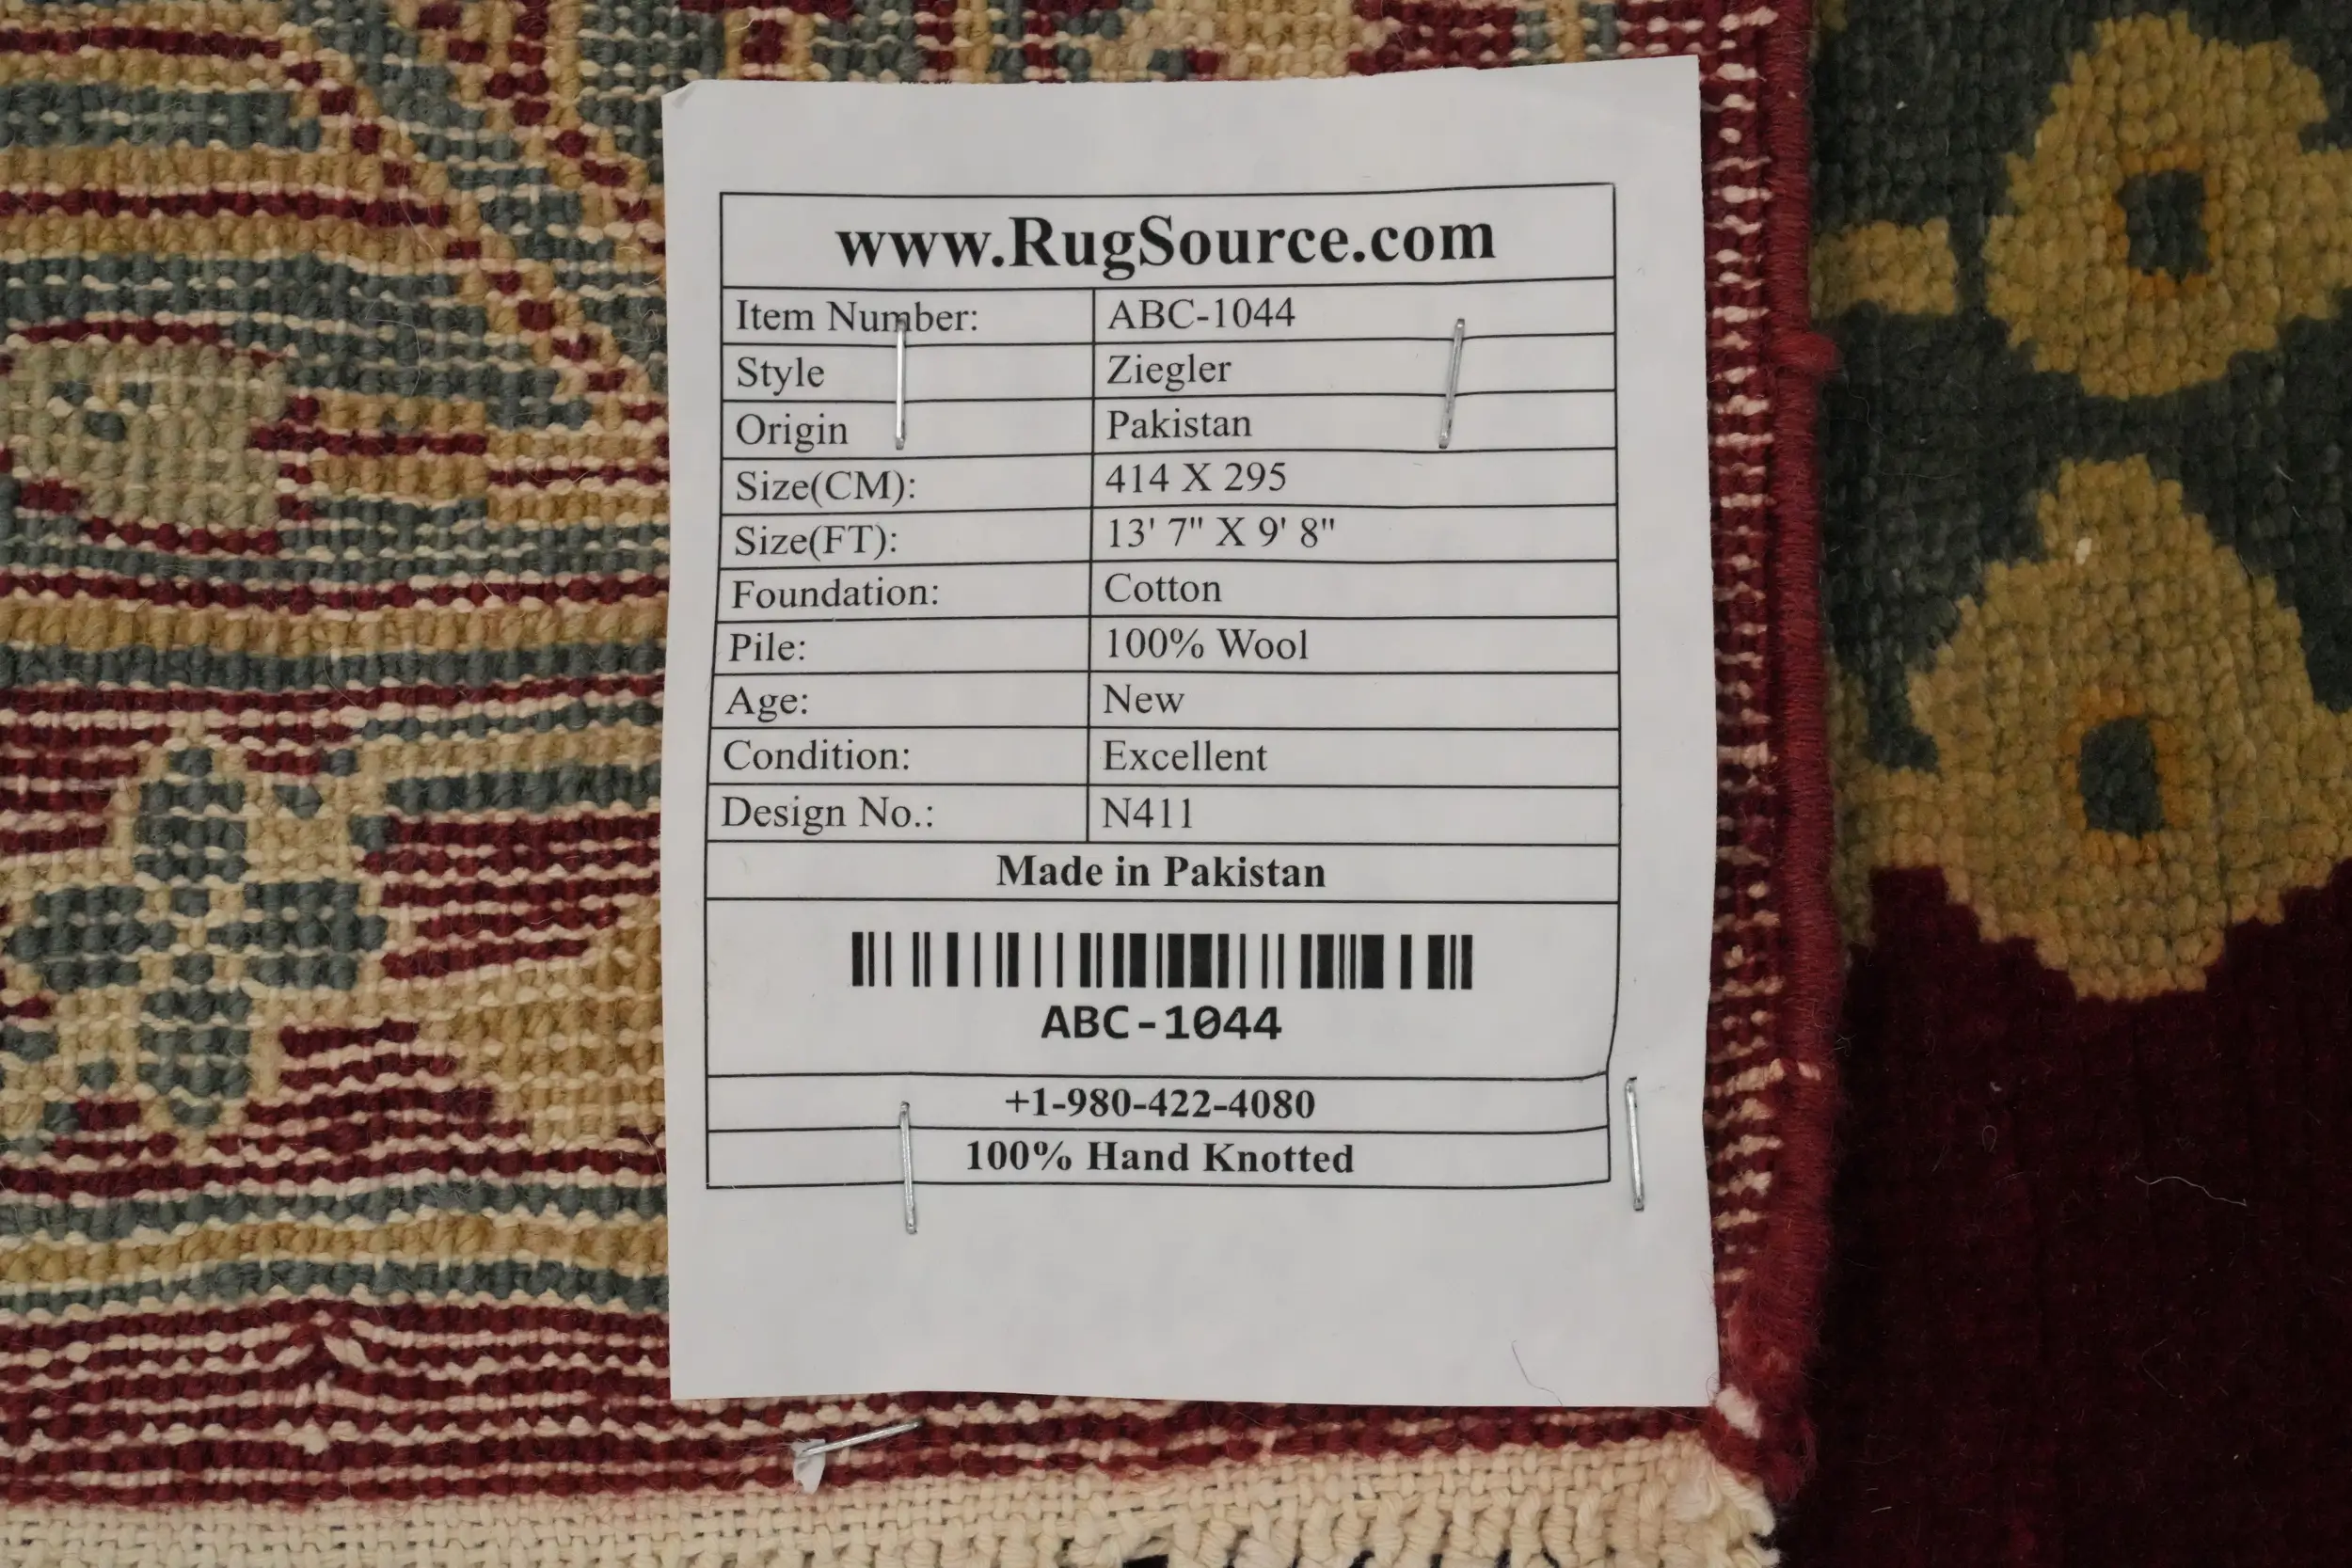 www.RugSource.com
Item Number: ABC-1044
Style Ziegler
Origin Pakistan
Size(CM): 414 X 295
Size(FT): 13' 7" X 9' 8"
Foundation: Cotton
Pile: 100% Wool
Age: New
Condition: Excellent
Design No.: N411
Made in Pakistan
ABC-1044
+1-980-422-4080
100% Hand Knotted